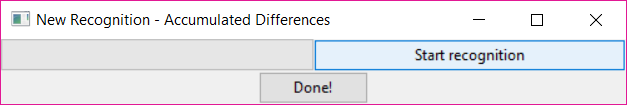 New Recognition - Accumulated Differences
Start recognition
Done!